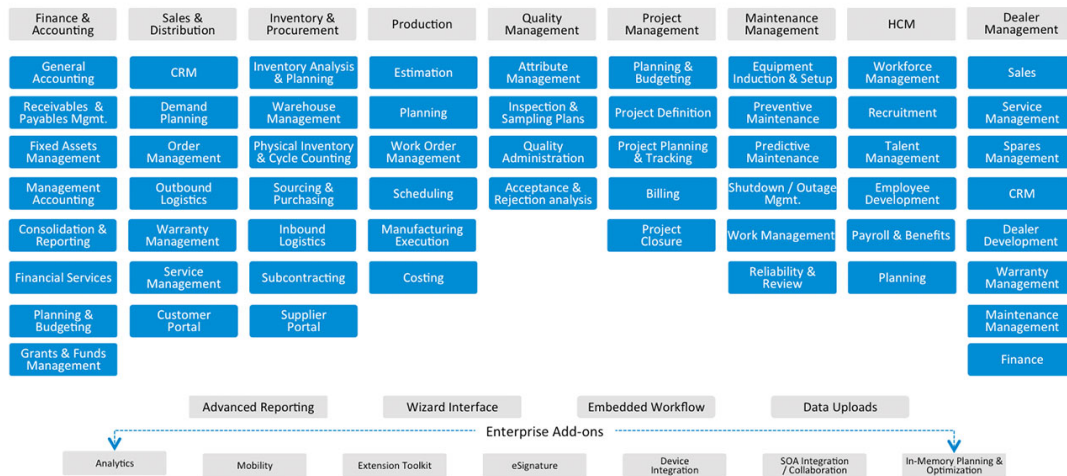 Finance &
Accounting
General
Accounting
Receivables &
Payables Mgmt.
Fixed Assets
Management
Management
Accounting
Consolidation &
Reporting
Financial Services
Planning &
Budgeting
Grants & Funds
Management
Sales &
Distribution
CRM
Demand
Planning
Order
Management
Outbound
Logistics
Warranty
Management
Service
Management
Customer
Portal
Inventory &
Procurement
Inventory Analysis
& Planning
Warehouse
Management
Physical Inventory
& Cycle Counting
Sourcing &
Purchasing
Inbound
Logistics
Subcontracting
Supplier
Portal
Production
Estimation
Planning
Work Order
Management
Scheduling
Manufacturing
Execution
Costing
Quality
Management
Attribute
Management
Inspection &
Sampling Plans
Quality
Administration
Acceptance &
Rejection analysis
Project
Management
Planning &
Budgeting
Project Definition
Project Planning
& Tracking
Billing
Project
Closure
Maintenance
Management
Equipment
Induction & Setup
Preventive
Maintenance
Predictive
Maintenance
Shutdown / Outage
Mgmt.
Work Management
Reliability &
Review
HCM
Workforce
Management
Recruitment
Talent
Management
Employee
Development
Payroll & Benefits
Planning
Dealer
Management
Sales
Service
Management
Spares
Management
CRM
Dealer
Development
Warranty
Management
Maintenance
Management
Finance
Advanced Reporting
Wizard Interface
Embedded Workflow
Data Uploads
Enterprise Add-ons
Analytics
Mobility
Extension Toolkit
eSignature
Device
Integration
SOA Integration
/ Collaboration
In-Memory Planning &
Optimization